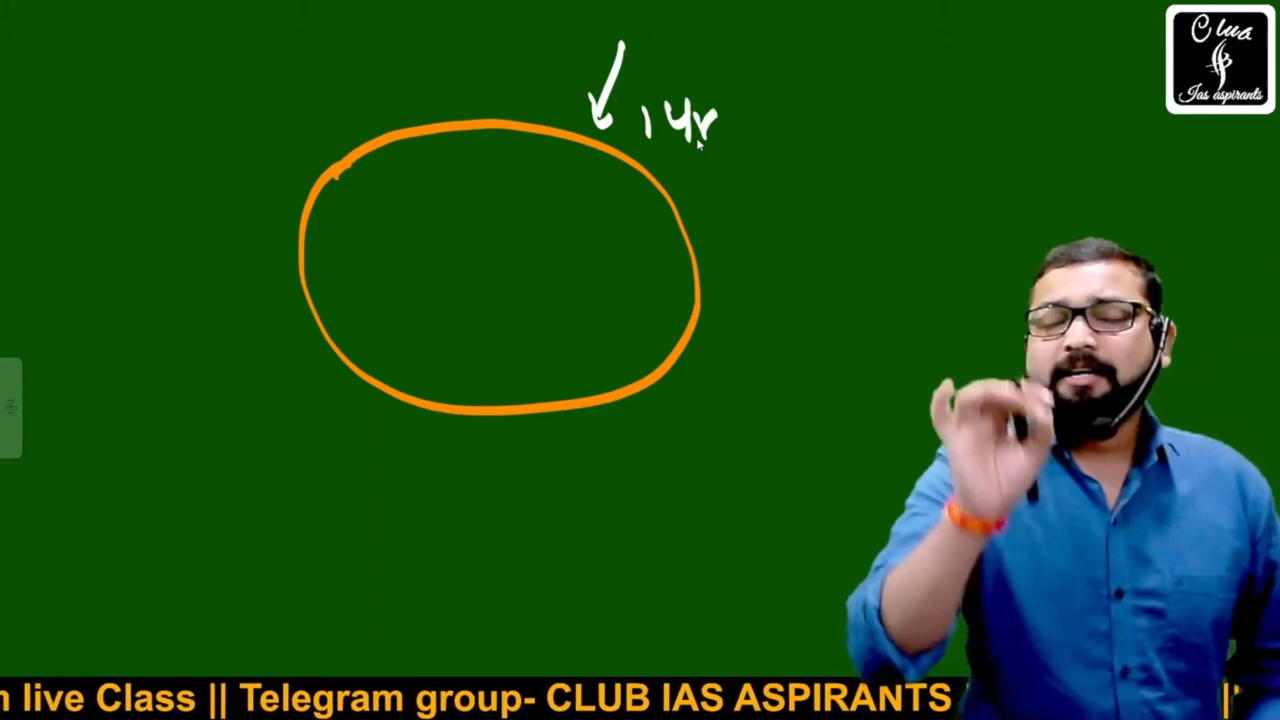 Club
Ias aspirants
14r
n live Class || Telegram group- CLUB IAS ASPIRANTS